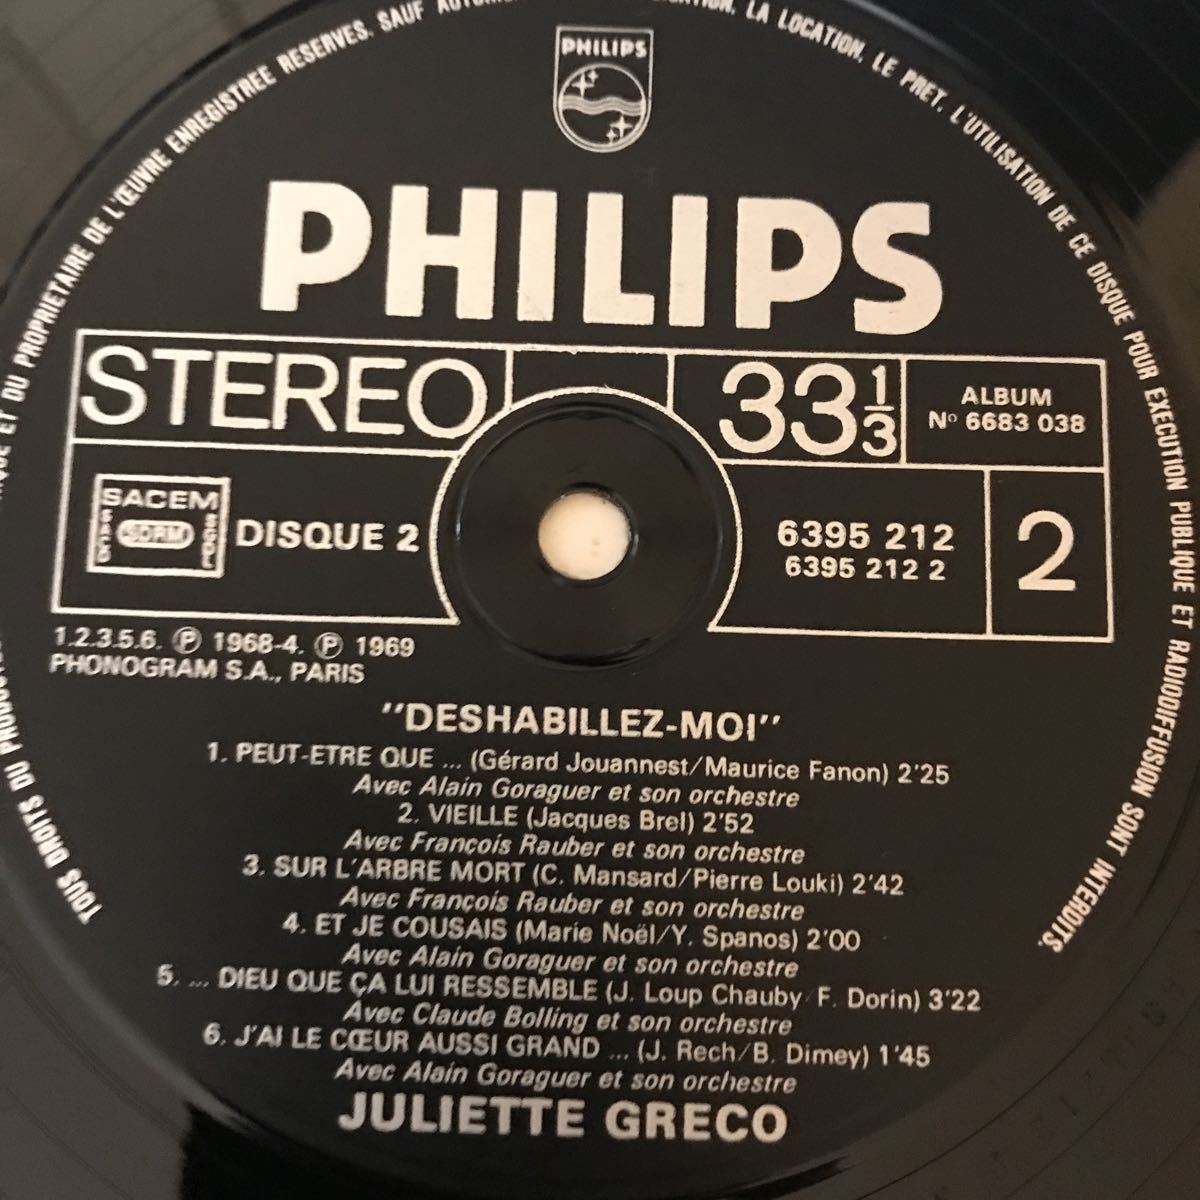 TOUS DROITS DU
ET DU PROPRIETAIRE DE L'ŒUVRE ENREGISTREE RESERVES. SAUF
LA LOCATION, LE PRET, L'UTILISATION DE CE DISQUE POUR EXECUTION PUBLIQUE ET RADIODIFFUSION SONT INTERDITS.
PHILIPS
PHILIPS
STEREO
33 1/3
ALBUM
N° 6683 038
SACEM
SDRM
SACD
SGDL
DISQUE 2
6395 212
6395 212 2
2
1.2.3.5.6. Ⓟ 1968-4. Ⓟ 1969
PHONOGRAM S.A., PARIS
"DESHABILLEZ-MOI"
1. PEUT-ETRE QUE ... (Gérard Jouannest/Maurice Fanon) 2'25
Avec Alain Goraguer et son orchestre
2. VIEILLE (Jacques Brel) 2'52
Avec François Rauber et son orchestre
3. SUR L'ARBRE MORT (C. Mansard/Pierre Louki) 2'42
Avec François Rauber et son orchestre
4. ET JE COUSAIS (Marie Noël/Y. Spanos) 2'00
Avec Alain Goraguer et son orchestre
5. ... DIEU QUE ÇA LUI RESSEMBLE (J. Loup Chauby/F. Dorin) 3'22
Avec Claude Bolling et son orchestre
6. J'AI LE CŒUR AUSSI GRAND ... (J. Rech/B. Dimey) 1'45
Avec Alain Goraguer et son orchestre
JULIETTE GRECO